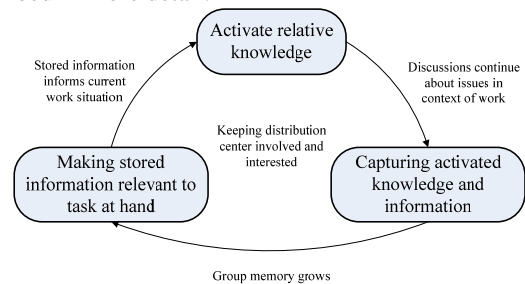 Activate relative
knowledge
Stored information
informs current
work situation
Discussions continue
about issues in
context of work
Keeping distribution
center involved and
interested
Making stored
information relevant to
task at hand
Capturing activated
knowledge and
information
Group memory grows